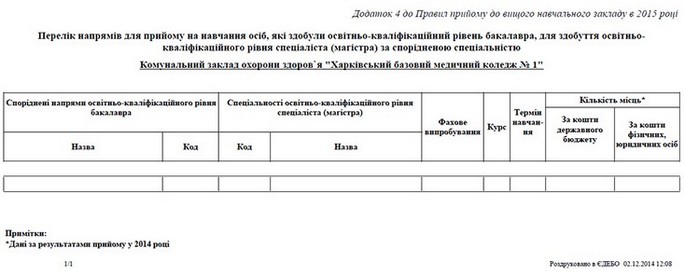 Додаток 4 до Правил прийому до вищого навчального закладу в 2015 році
Перелік напрямів для прийому на навчання осіб, які здобули освітньо-кваліфікаційний рівень бакалавра, для здобуття освітньо-
кваліфікаційного рівня спеціаліста (магістра) за спорідненою спеціальністю
Комунальний заклад охорони здоров`я "Харківський базовий медичний коледж № 1"
Споріднені напрями освітньо-кваліфікаційного рівня
бакалавра
Назва
Код
Спеціальності освітньо-кваліфікаційного рівня
спеціаліста (магістра)
Код
Назва
Фахове
випробування
Курс
Термін
навчан-
ня
Кількість місць*
За кошти
державного
бюджету
За кошти
фізичних,
юридичних осіб
Примітки:
*Дані за результатами прийому у 2014 році
1/1
Роздруковано в ЄДЕБО 02.12.2014 12:08